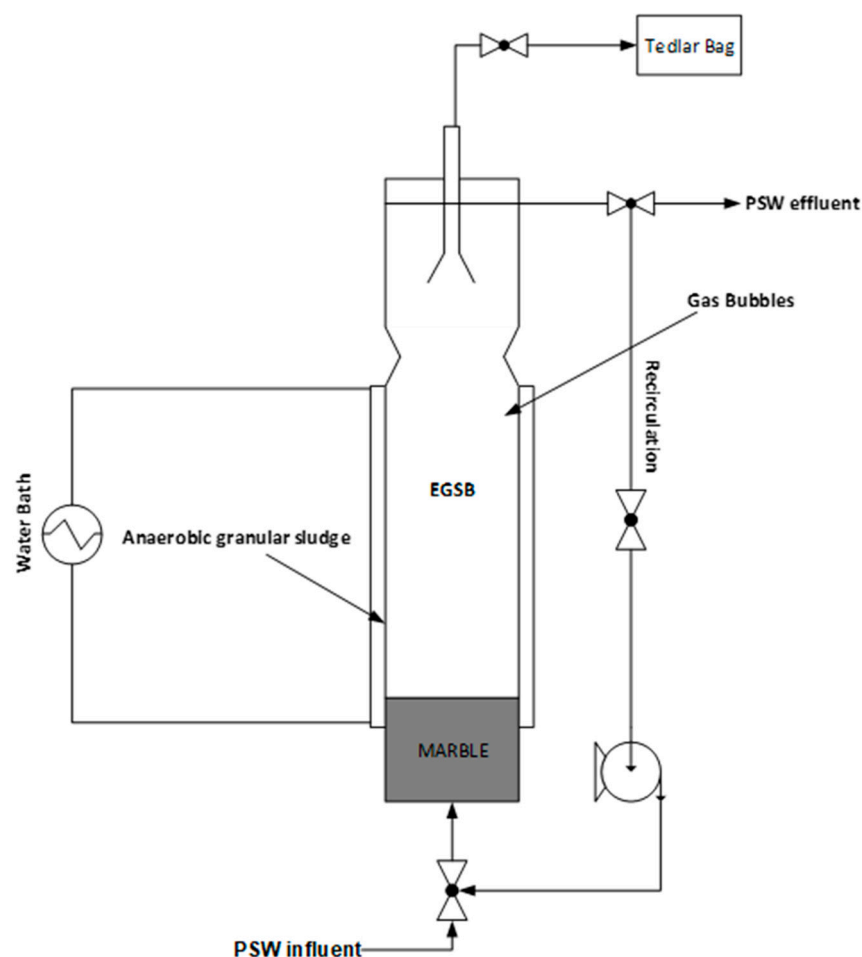 Tedlar Bag
PSW effluent
Gas Bubbles
Recirculation
EGSB
Water Bath
Anaerobic granular sludge
MARBLE
PSW influent